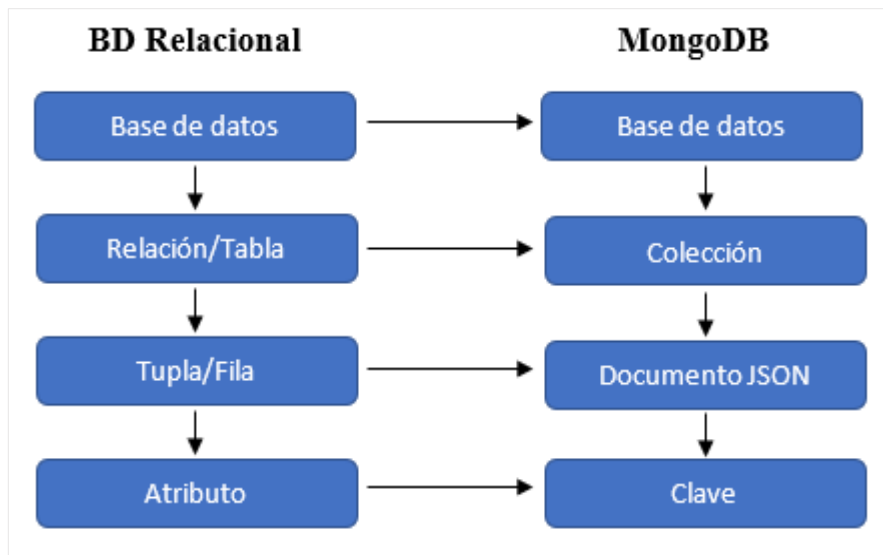 BD Relacional
MongoDB
Base de datos
Base de datos
Relación/Tabla
Colección
Tupla/Fila
Documento JSON
Atributo
Clave